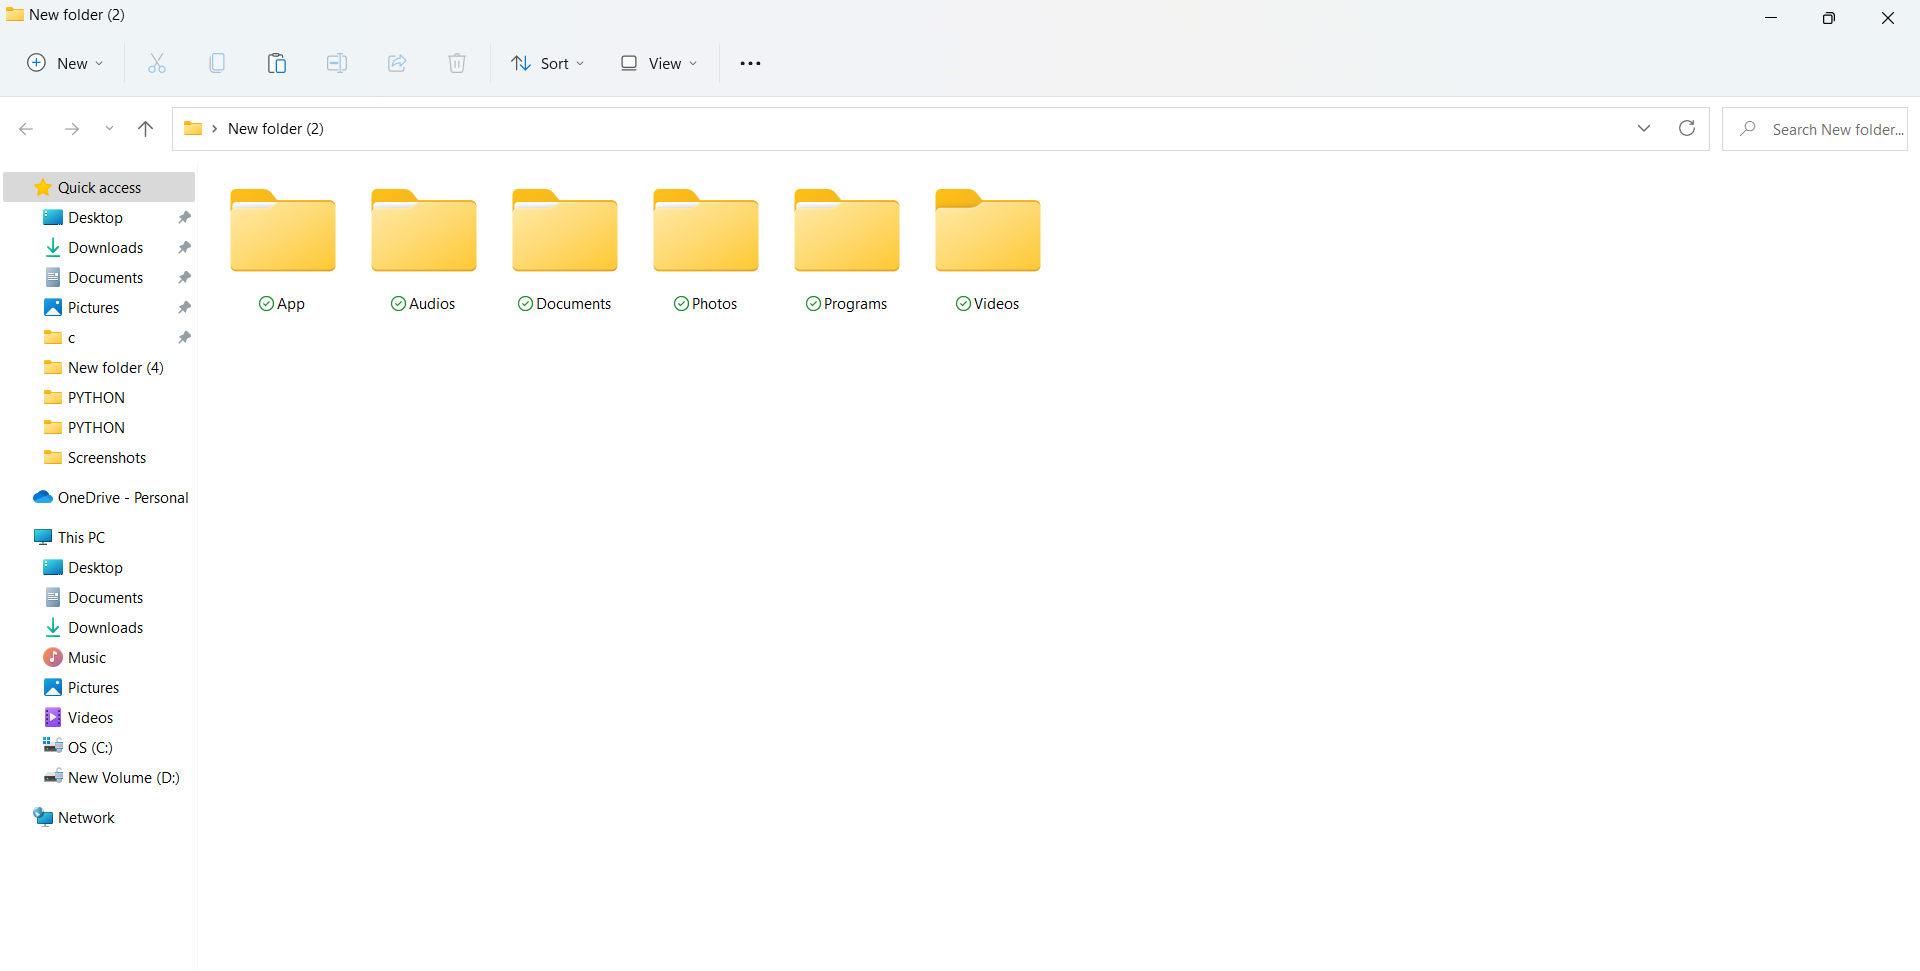 New folder (2)
New
Sort
View
New folder (2)
Search New folder...
Quick access
Desktop
Downloads
Documents
Pictures
c
New folder (4)
PYTHON
PYTHON
Screenshots
OneDrive - Personal
This PC
Desktop
Documents
Downloads
Music
Pictures
Videos
OS (C:)
New Volume (D:)
Network
App
Audios
Documents
Photos
Programs
Videos